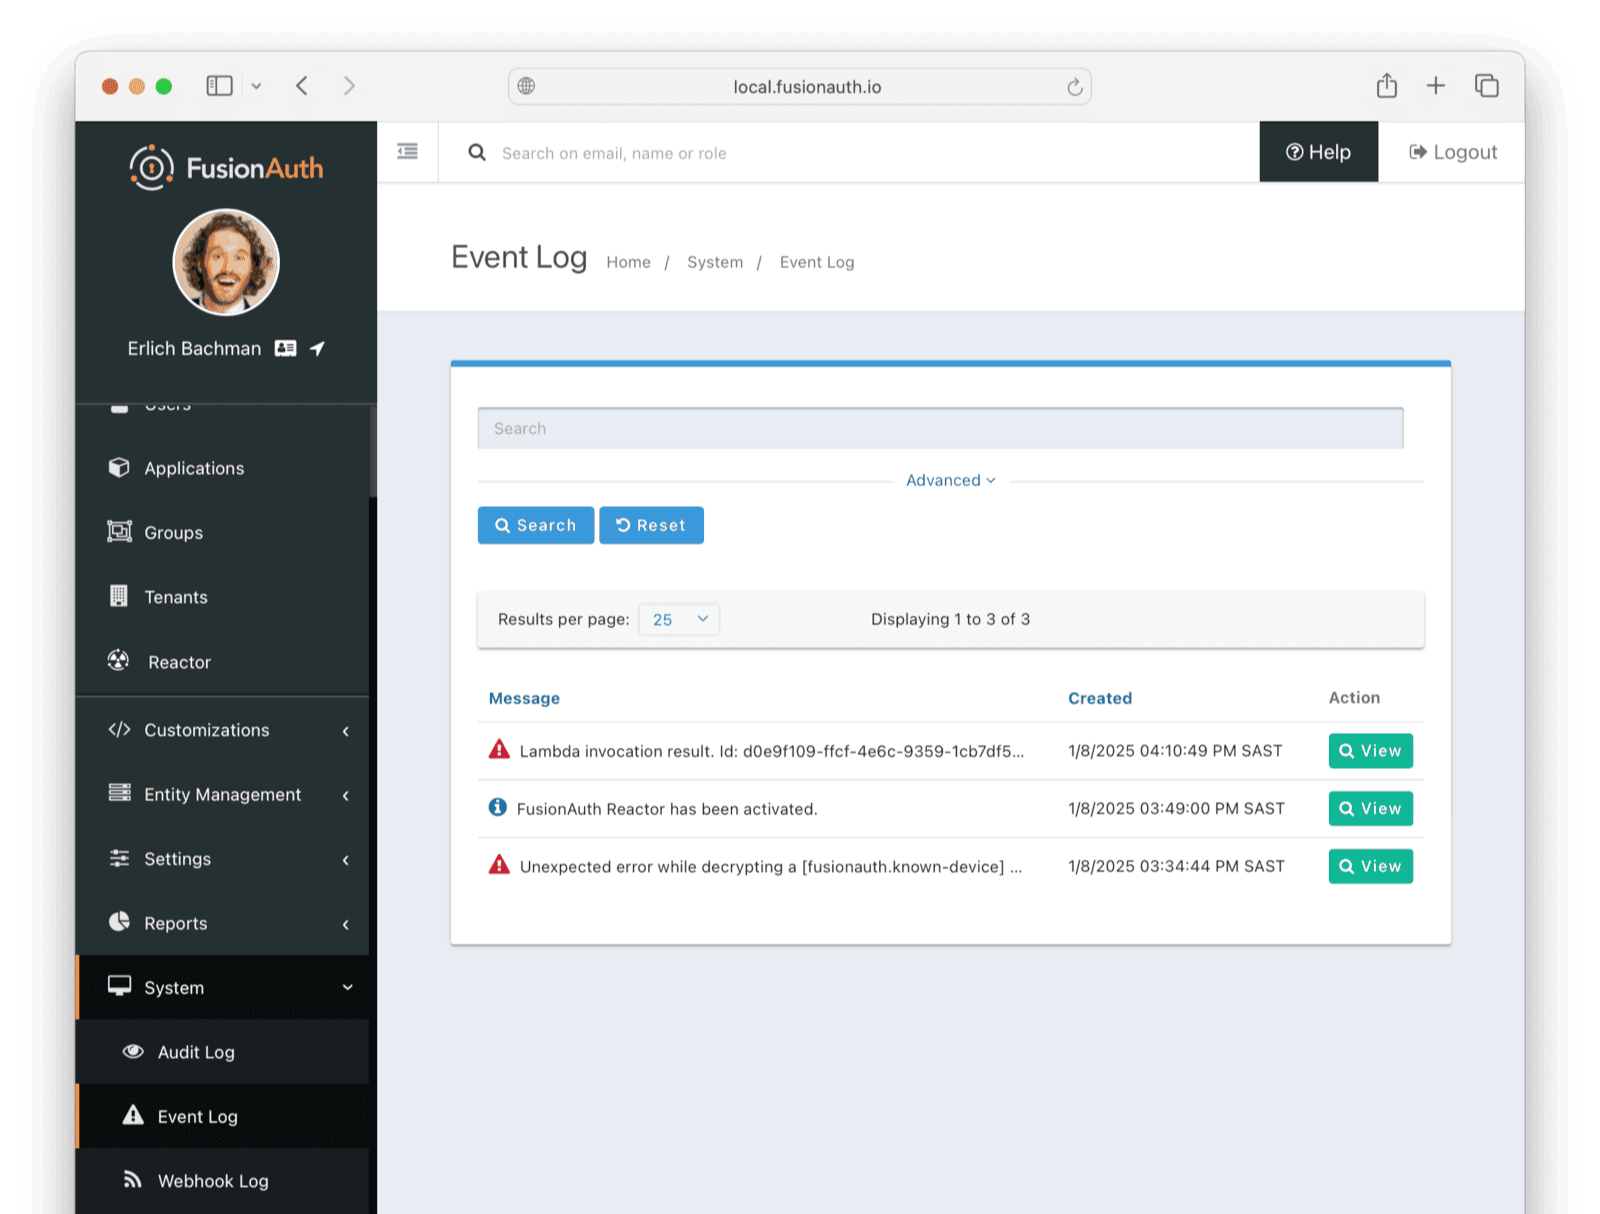 local.fusionauth.io
FusionAuth
Search on email, name or role
Help
Logout
Erlich Bachman
Event Log
Home / System / Event Log
Users
Applications
Groups
Tenants
Reactor
Customizations
Entity Management
Settings
Reports
System
Audit Log
Event Log
Webhook Log
Search
Advanced
Search
Reset
Results per page: 25
Displaying 1 to 3 of 3
Message Created Action
Lambda invocation result. Id: d0e9f109-ffcf-4e6c-9359-1cb7df5... 1/8/2025 04:10:49 PM SAST View
FusionAuth Reactor has been activated. 1/8/2025 03:49:00 PM SAST View
Unexpected error while decrypting a [fusionauth.known-device] ... 1/8/2025 03:34:44 PM SAST View